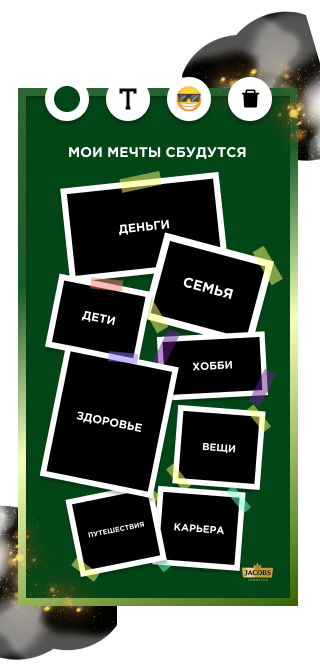 T
МОИ МЕЧТЫ СБУДУТСЯ
ДЕНЬГИ
СЕМЬЯ
ДЕТИ
ХОББИ
ЗДОРОВЬЕ
ВЕЩИ
ПУТЕШЕСТВИЯ
КАРЬЕРА
JACOBS